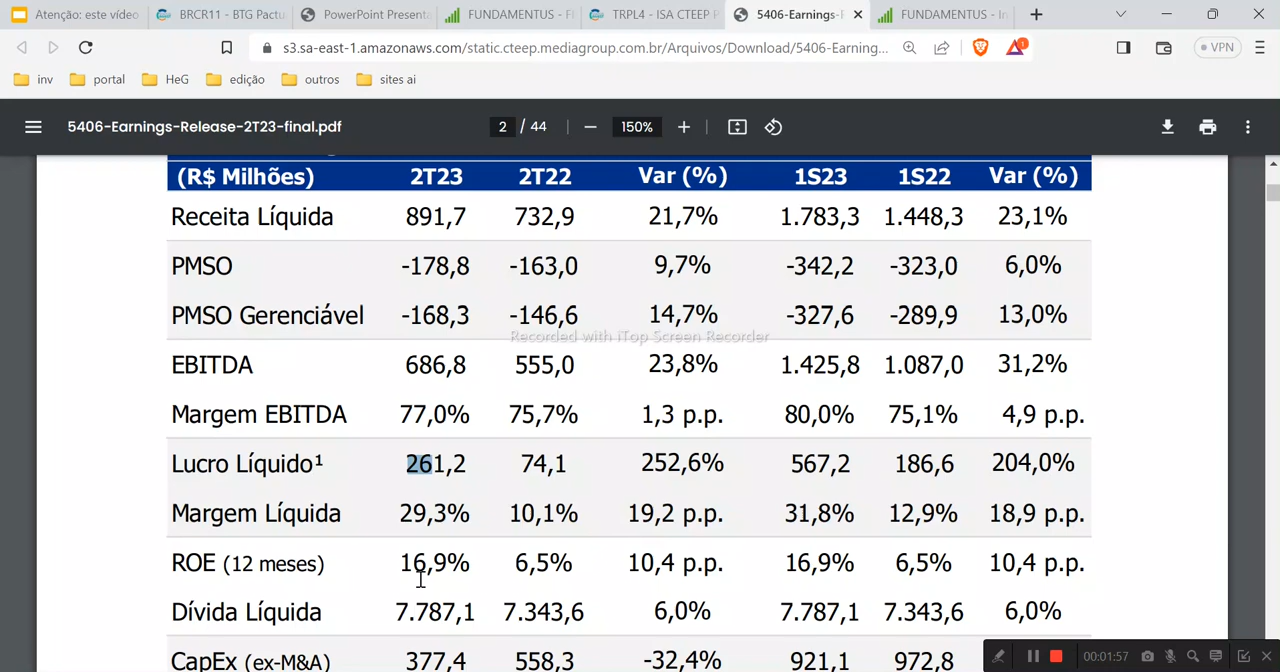 Atenção: este vídeo
BRCR11 - BTG Pactu
PowerPoint Presenta
FUNDAMENTUS - F
TRPL4 - ISA CTEEP P
5406-Earnings-F
FUNDAMENTUS - In
s3.sa-east-1.amazonaws.com/static.cteep.mediagroup.com.br/Arquivos/Download/5406-Earning...
1
VPN
inv
portal
HeG
edição
outros
sites ai
5406-Earnings-Release-2T23-final.pdf
2 / 44
150%
(R$ Milhões) 2T23 2T22 Var (%) 1S23 1S22 Var (%)
Receita Líquida 891,7 732,9 21,7% 1.783,3 1.448,3 23,1%
PMSO -178,8 -163,0 9,7% -342,2 -323,0 6,0%
PMSO Gerenciável -168,3 -146,6 14,7% -327,6 -289,9 13,0%
Recorded with iTop Screen Recorder
EBITDA 686,8 555,0 23,8% 1.425,8 1.087,0 31,2%
Margem EBITDA 77,0% 75,7% 1,3 p.p. 80,0% 75,1% 4,9 p.p.
Lucro Líquido¹ 261,2 74,1 252,6% 567,2 186,6 204,0%
Margem Líquida 29,3% 10,1% 19,2 p.p. 31,8% 12,9% 18,9 p.p.
ROE (12 meses) 16,9% 6,5% 10,4 p.p. 16,9% 6,5% 10,4 p.p.
Dívida Líquida 7.787,1 7.343,6 6,0% 7.787,1 7.343,6 6,0%
CapEx (ex-M&A) 377,4 558,3 -32,4% 921,1 972,8
00:01:57